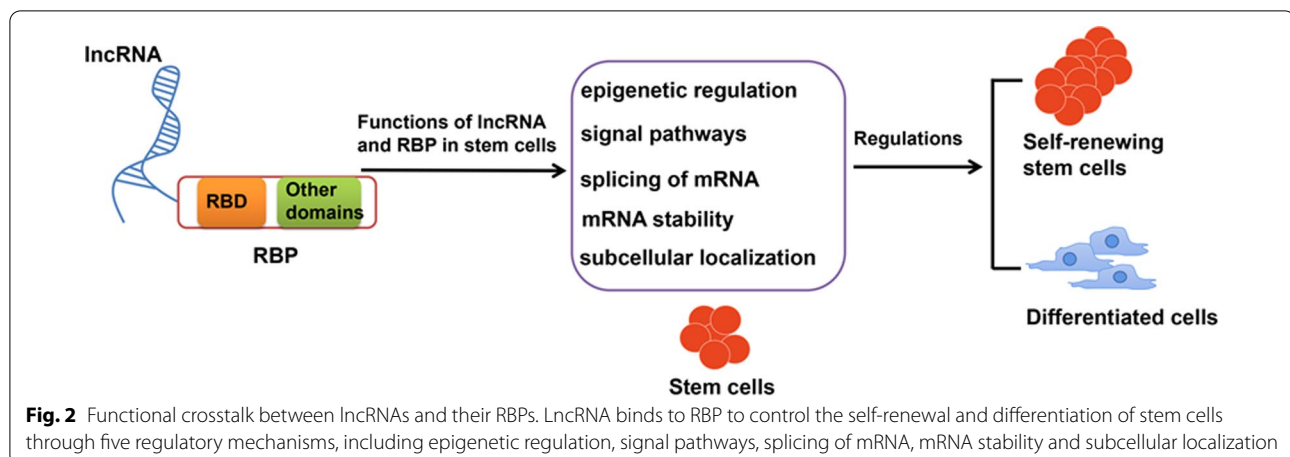 lncRNA
RBD
Other
domains
RBP
Functions of lncRNA
and RBP in stem cells
epigenetic regulation
signal pathways
splicing of mRNA
mRNA stability
subcellular localization
Stem cells
Regulations
Self-renewing
stem cells
Differentiated cells
Fig. 2 Functional crosstalk between lncRNAs and their RBPs. LncRNA binds to RBP to control the self-renewal and differentiation of stem cells
through five regulatory mechanisms, including epigenetic regulation, signal pathways, splicing of mRNA, mRNA stability and subcellular localization